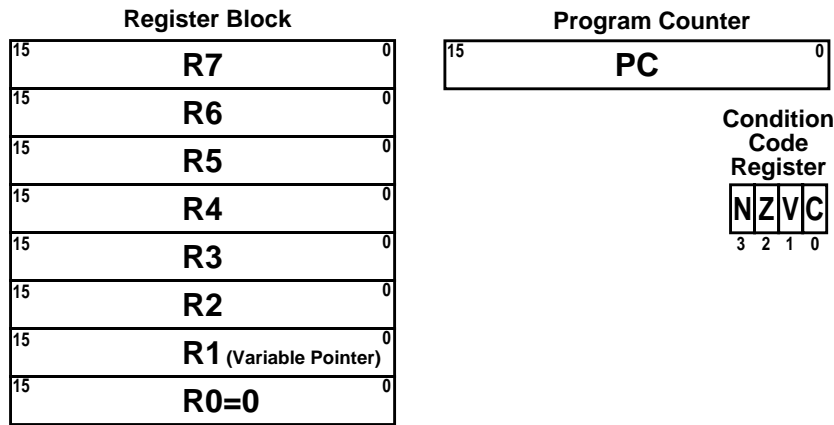 Register Block
15 R7 0
15 R6 0
15 R5 0
15 R4 0
15 R3 0
15 R2 0
15 R1 (Variable Pointer) 0
15 R0=0 0
Program Counter
15 PC 0
Condition
Code
Register
N Z V C
3 2 1 0